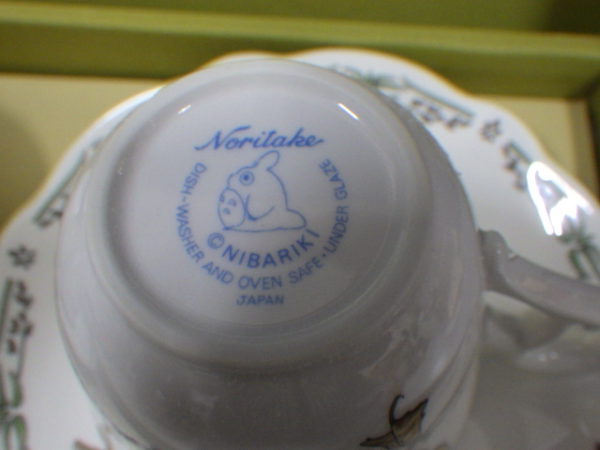 Noritake
© NIBARIKI
DISH-WASHER AND OVEN SAFE・UNDER GLAZE
JAPAN